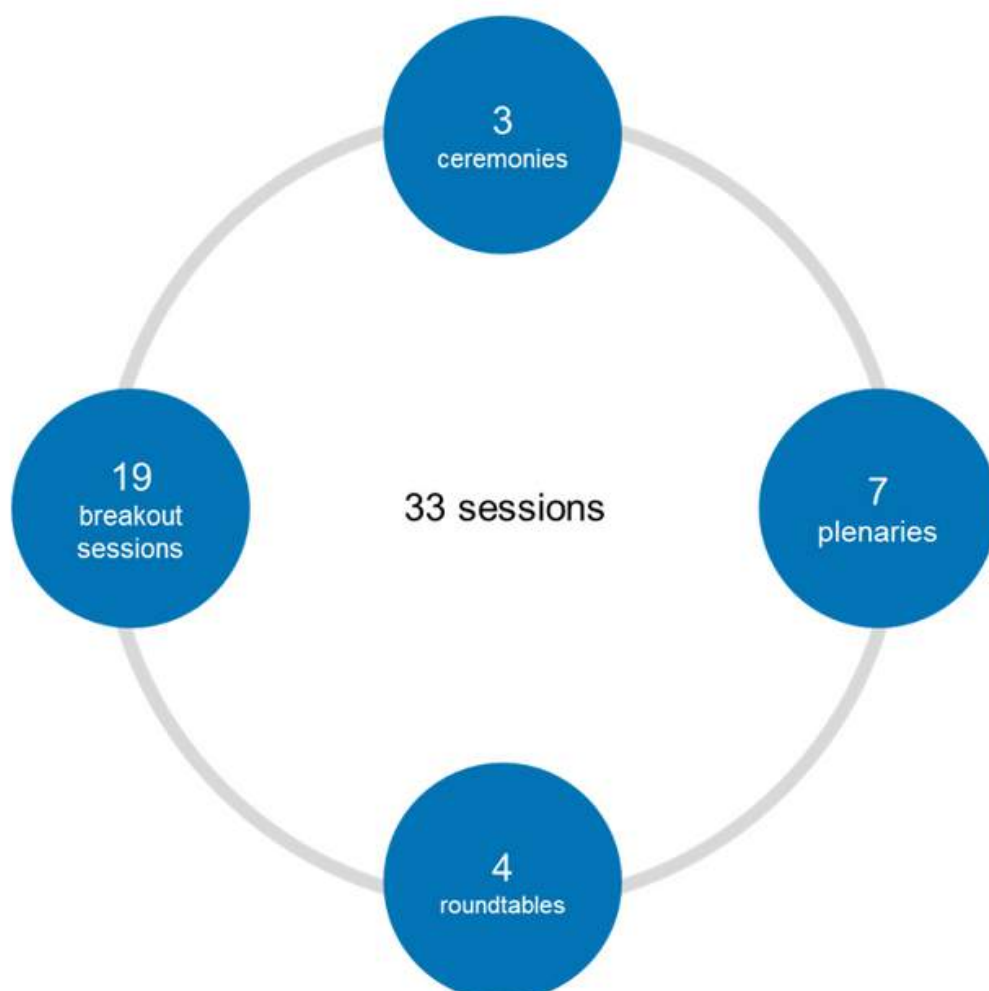 3
ceremonies
19
breakout
sessions
33 sessions
7
plenaries
4
roundtables